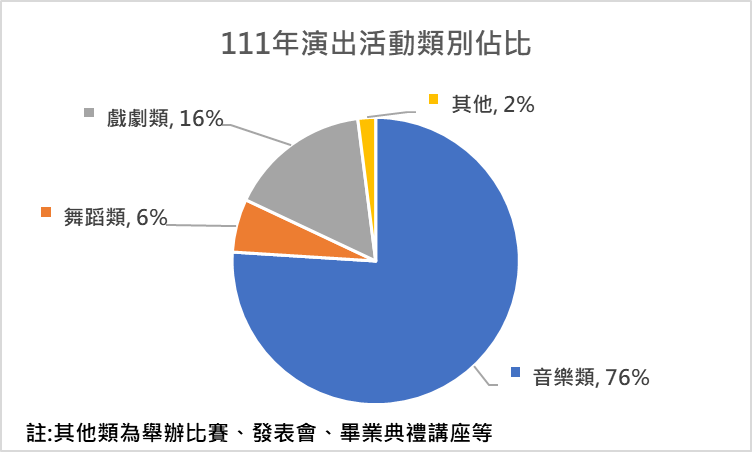 111年演出活動類別佔比
其他, 2%
戲劇類, 16%
舞蹈類, 6%
音樂類, 76%
註:其他類為舉辦比賽、發表會、畢業典禮講座等